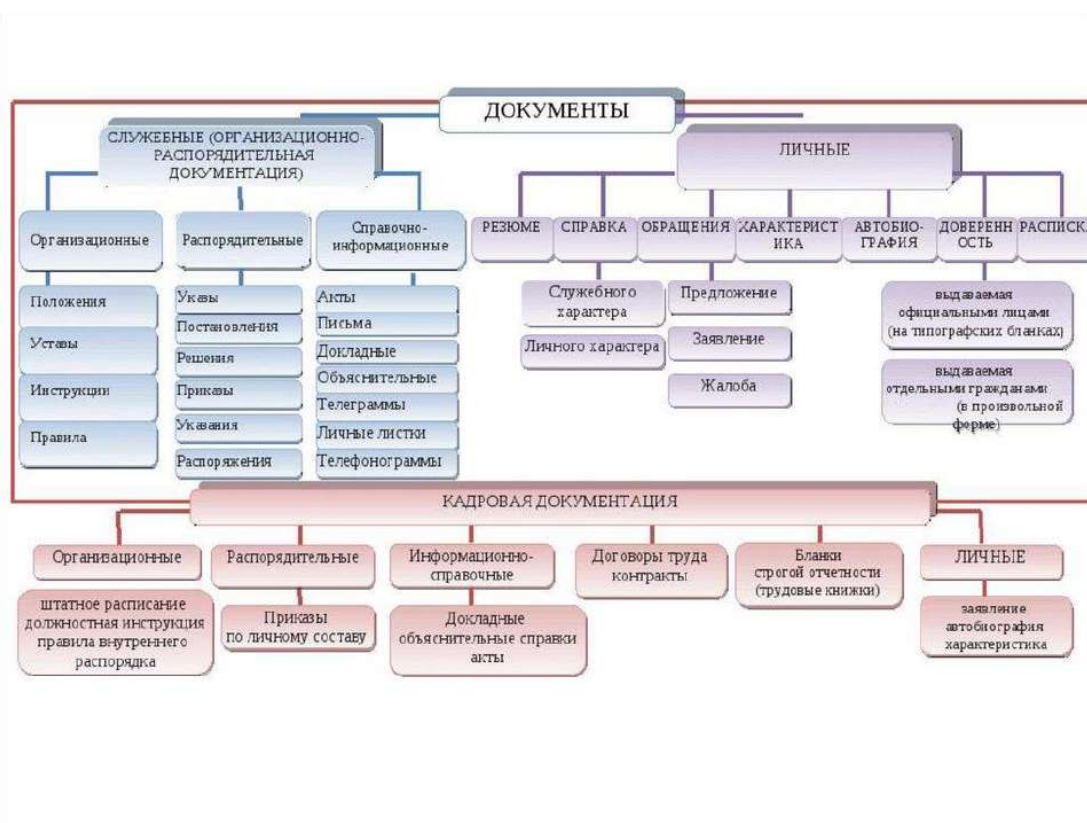 ДОКУМЕНТЫ
СЛУЖЕБНЫЕ (ОРГАНИЗАЦИОННО-
РАСПОРЯДИТЕЛЬНАЯ
ДОКУМЕНТАЦИЯ)
ЛИЧНЫЕ
Организационные
Распорядительные
Справочно-
информационные
РЕЗЮМЕ
СПРАВКА
ОБРАЩЕНИЯ
ХАРАКТЕРИСТ
ИКА
АВТОБИО-
ГРАФИЯ
ДОВЕРЕНН
ОСТЬ
РАСПИСКА
Положения
Уставы
Инструкции
Правила
Указы
Постановления
Решения
Приказы
Указания
Распоряжения
Акты
Письма
Докладные
Объяснительные
Телеграммы
Личные листки
Телефонограммы
Служебного
характера
Личного характера
Предложение
Заявление
Жалоба
выдаваемая
официальными лицами
(на типографских бланках)
выдаваемая
отдельными гражданами
(в произвольной
форме)
КАДРОВАЯ ДОКУМЕНТАЦИЯ
Организационные
Распорядительные
Информационно-
справочные
Договоры труда
контракты
Бланки
строгой отчетности
(трудовые книжки)
ЛИЧНЫЕ
штатное расписание
должностная инструкция
правила внутреннего
распорядка
Приказы
по личному составу
Докладные
объяснительные справки
акты
заявление
автобиография
характеристика